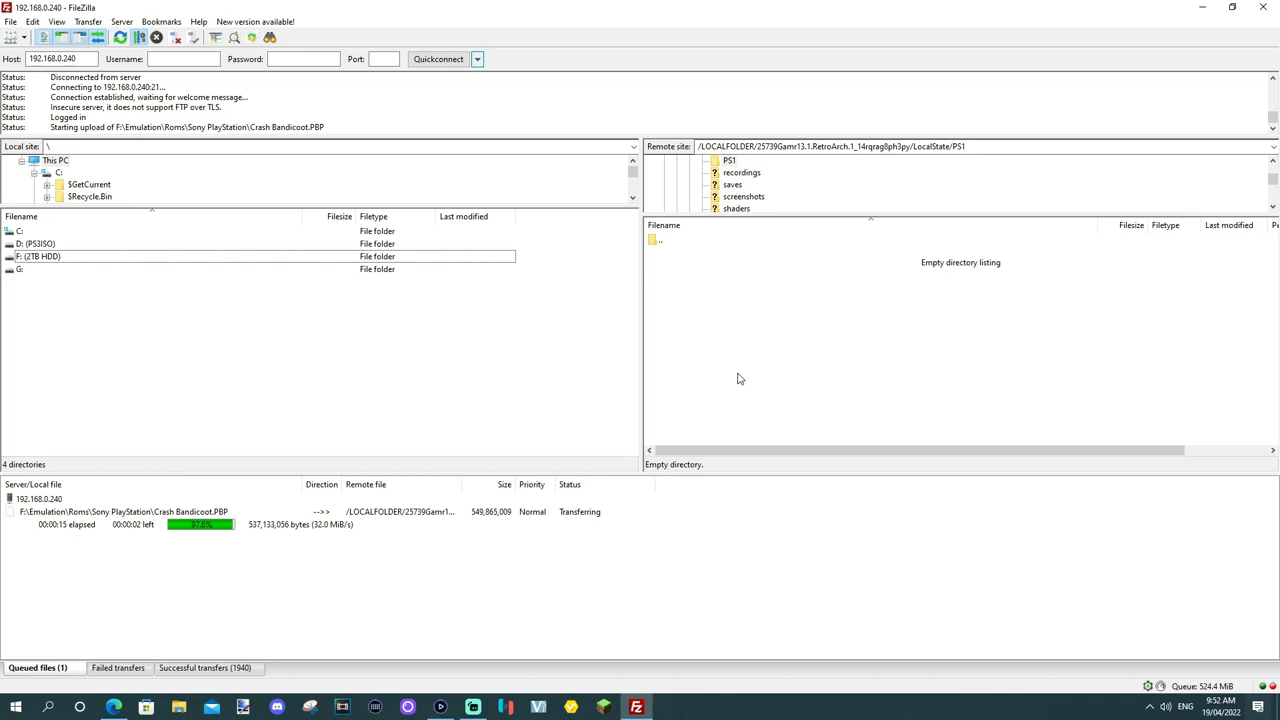 192.168.0.240 - FileZilla
File Edit View Transfer Server Bookmarks Help New version available!
Host: 192.168.0.240 Username: Password: Port: Quickconnect
Status: Disconnected from server
Status: Connecting to 192.168.0.240:21...
Status: Connection established, waiting for welcome message...
Status: Insecure server, it does not support FTP over TLS.
Status: Logged in
Status: Starting upload of F:\Emulation\Roms\Sony PlayStation\Crash Bandicoot.PBP
Local site: \
This PC
C:
$GetCurrent
$Recycle.Bin
Filename Filesize Filetype Last modified
C: File folder
D: (PS3ISO) File folder
F: (2TB HDD) File folder
G: File folder
4 directories
Remote site: /LOCALFOLDER/25739Gamr13.1.RetroArch.1_14rqrag8ph3py/LocalState/PS1
PS1
? recordings
? saves
? screenshots
? shaders
Filename Filesize Filetype Last modified Pe
..
Empty directory listing
Empty directory.
Server/Local file Direction Remote file Size Priority Status
192.168.0.240
F:\Emulation\Roms\Sony PlayStation\Crash Bandicoot.PBP -->> /LOCALFOLDER/25739Gamr1... 549,865,009 Normal Transferring
00:00:15 elapsed 00:00:02 left 97.6% 537,133,056 bytes (32.0 MiB/s)
Queued files (1) Failed transfers Successful transfers (1940)
Queue: 524.4 MiB
ENG
9:52 AM
19/04/2022